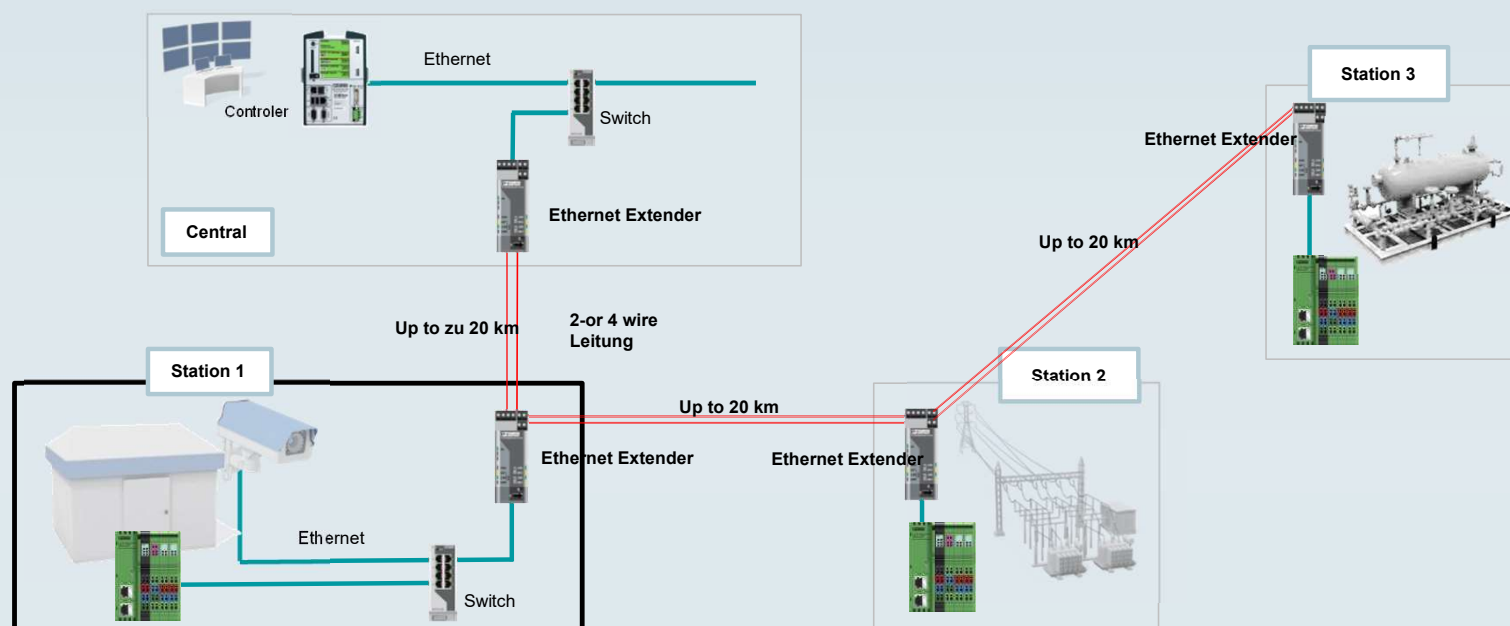 Ethernet
Controler
Switch
Ethernet Extender
Central
Station 3
Ethernet Extender
Up to 20 km
Up to zu 20 km
2-or 4 wire
Leitung
Station 1
Station 2
Up to 20 km
Ethernet Extender
Ethernet Extender
Ethernet
Switch